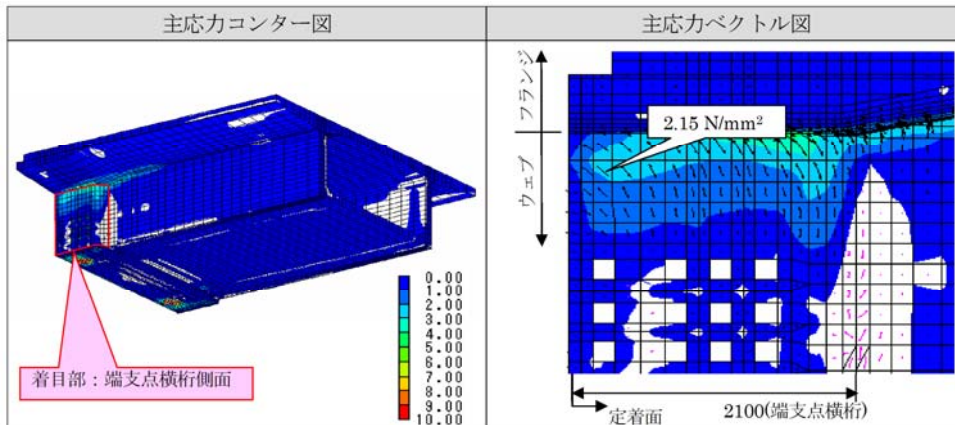 主応力コンター図
主応力ベクトル図
0.00
1.00
2.00
3.00
4.00
5.00
6.00
7.00
8.00
9.00
10.00
着目部：端支点横桁側面
フランジ
ウェブ
2.15 N/mm²
定着面
2100(端支点横桁)